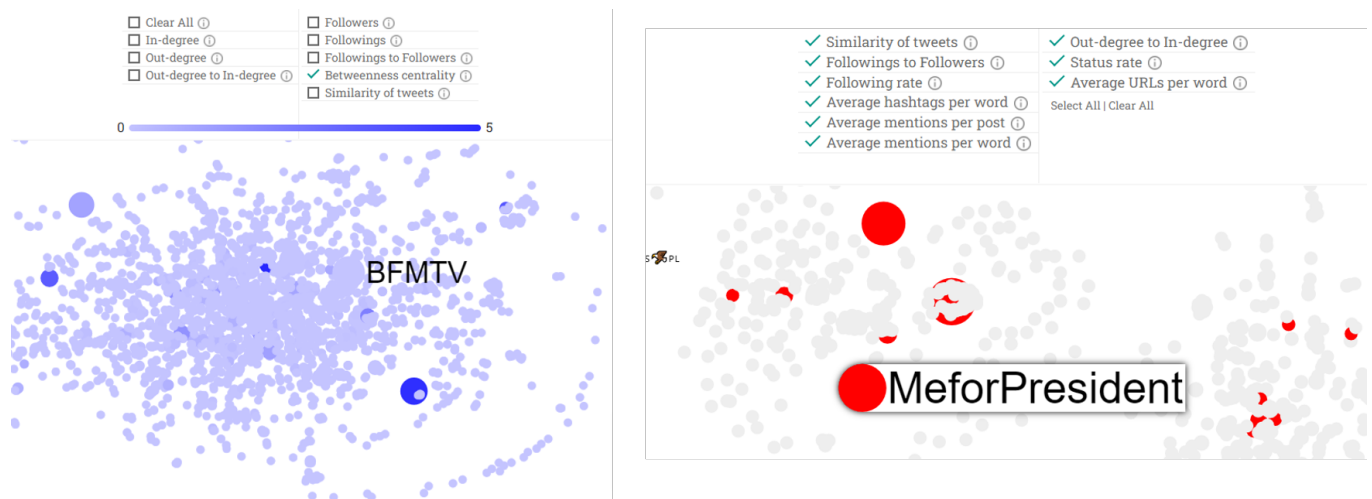 Clear All
In-degree
Out-degree
Out-degree to In-degree
Followers
Followings
Followings to Followers
Betweenness centrality
Similarity of tweets
0 5
BFMTV
Similarity of tweets
Followings to Followers
Following rate
Average hashtags per word
Average mentions per post
Average mentions per word
Out-degree to In-degree
Status rate
Average URLs per word
Select All | Clear All
MeforPresident